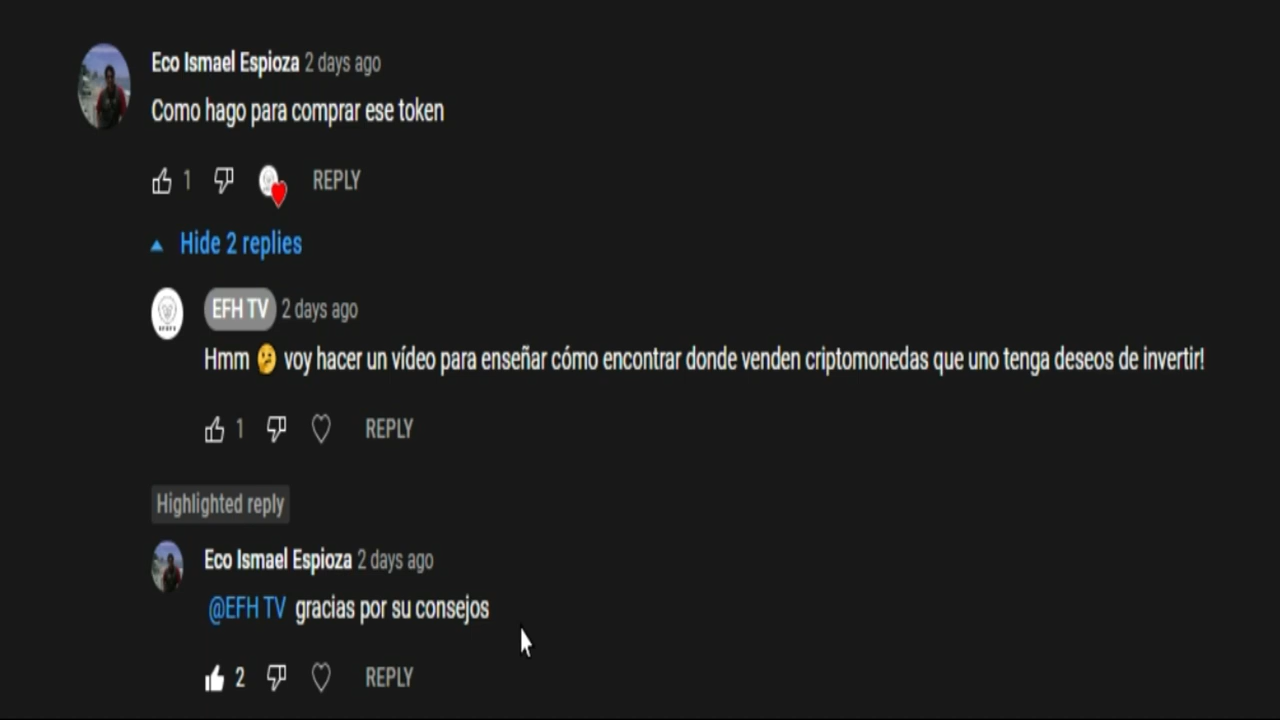 Eco Ismael Espioza 2 days ago
Como hago para comprar ese token
1 REPLY
Hide 2 replies
EFH TV 2 days ago
Hmm 🤔 voy hacer un vídeo para enseñar cómo encontrar donde venden criptomonedas que uno tenga deseos de invertir!
1 REPLY
Highlighted reply
Eco Ismael Espioza 2 days ago
@EFH TV gracias por su consejos
2 REPLY